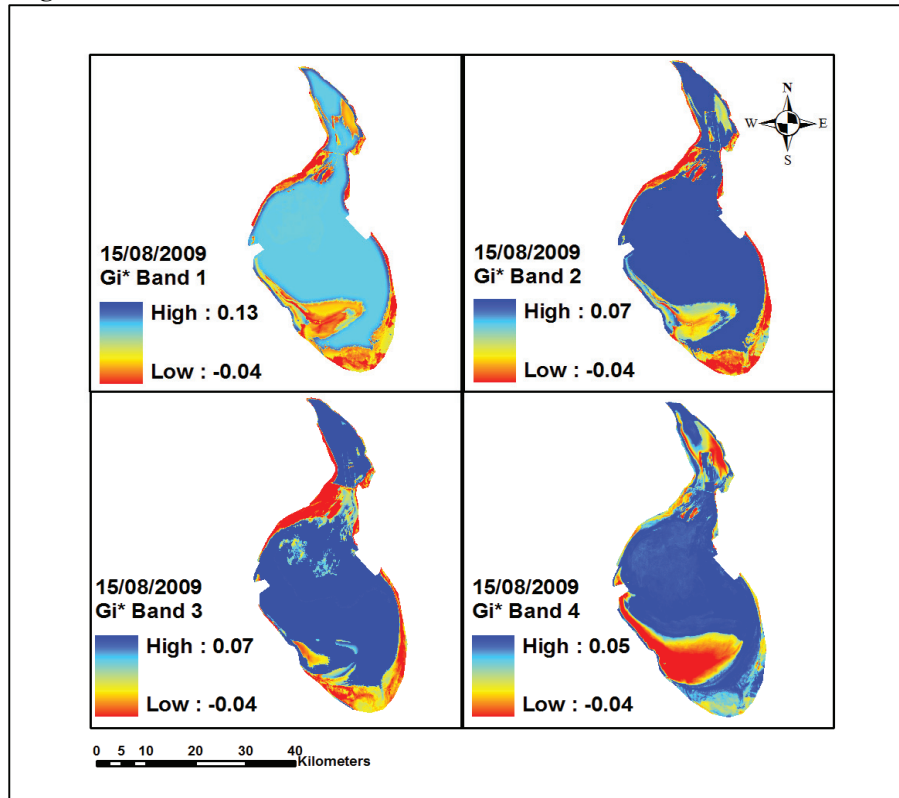 N
W E
S
15/08/2009
Gi* Band 1
High : 0.13
Low : -0.04
15/08/2009
Gi* Band 2
High : 0.07
Low : -0.04
15/08/2009
Gi* Band 3
High : 0.07
Low : -0.04
15/08/2009
Gi* Band 4
High : 0.05
Low : -0.04
0 5 10 20 30 40
Kilometers